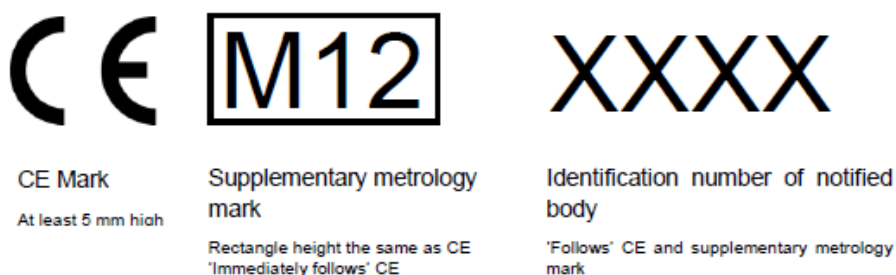 CE M12 XXXX
CE Mark
At least 5 mm high
Supplementary metrology
mark
Rectangle height the same as CE
'Immediately follows' CE
Identification number of notified
body
'Follows' CE and supplementary metrology
mark